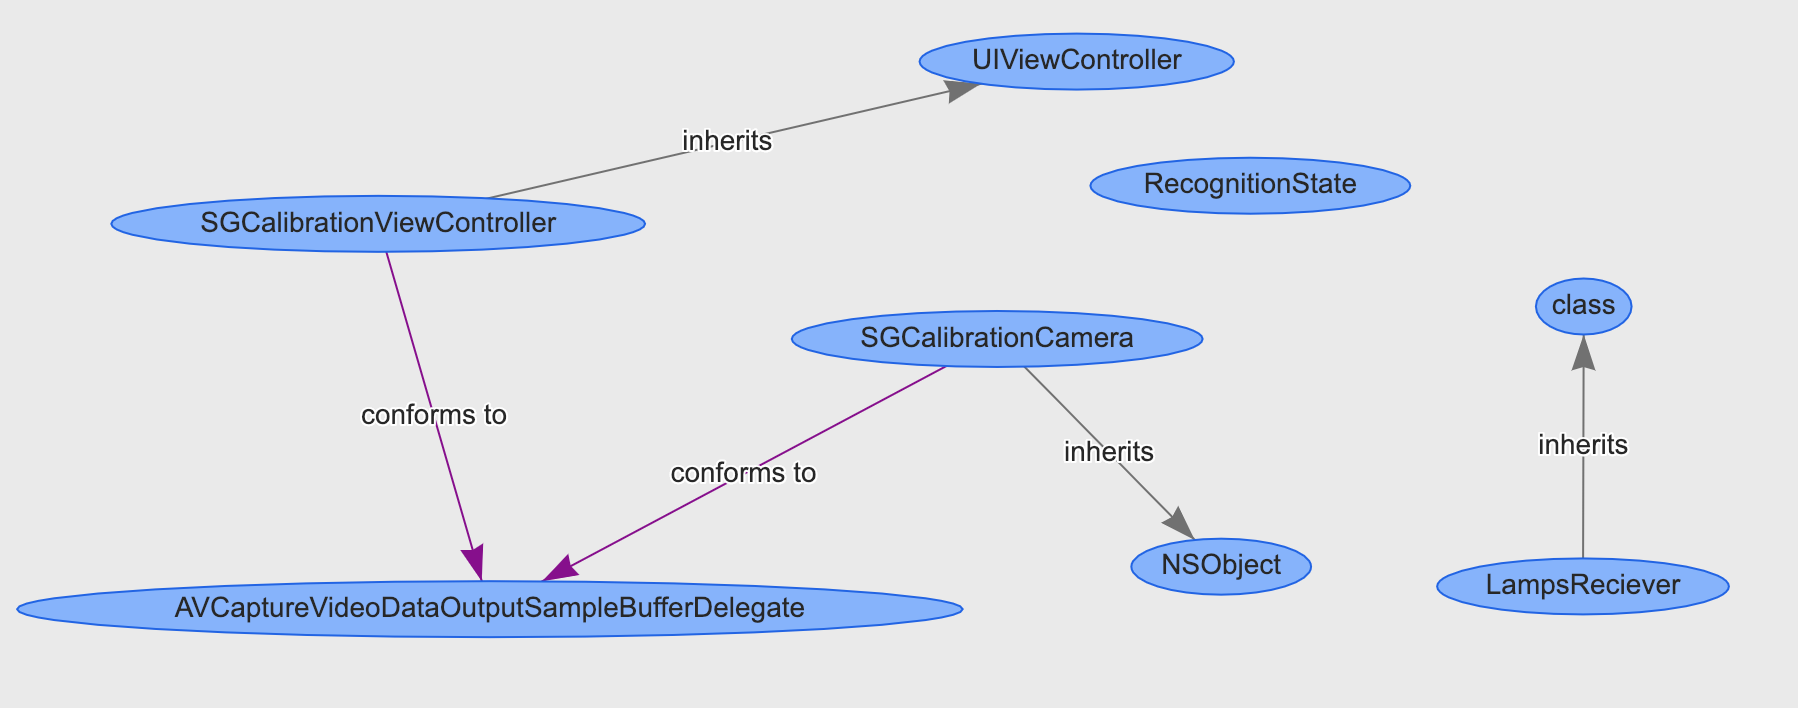 UIViewController
inherits
RecognitionState
SGCalibrationViewController
class
SGCalibrationCamera
conforms to
inherits
inherits
conforms to
NSObject
LampsReciever
AVCaptureVideoDataOutputSampleBufferDelegate